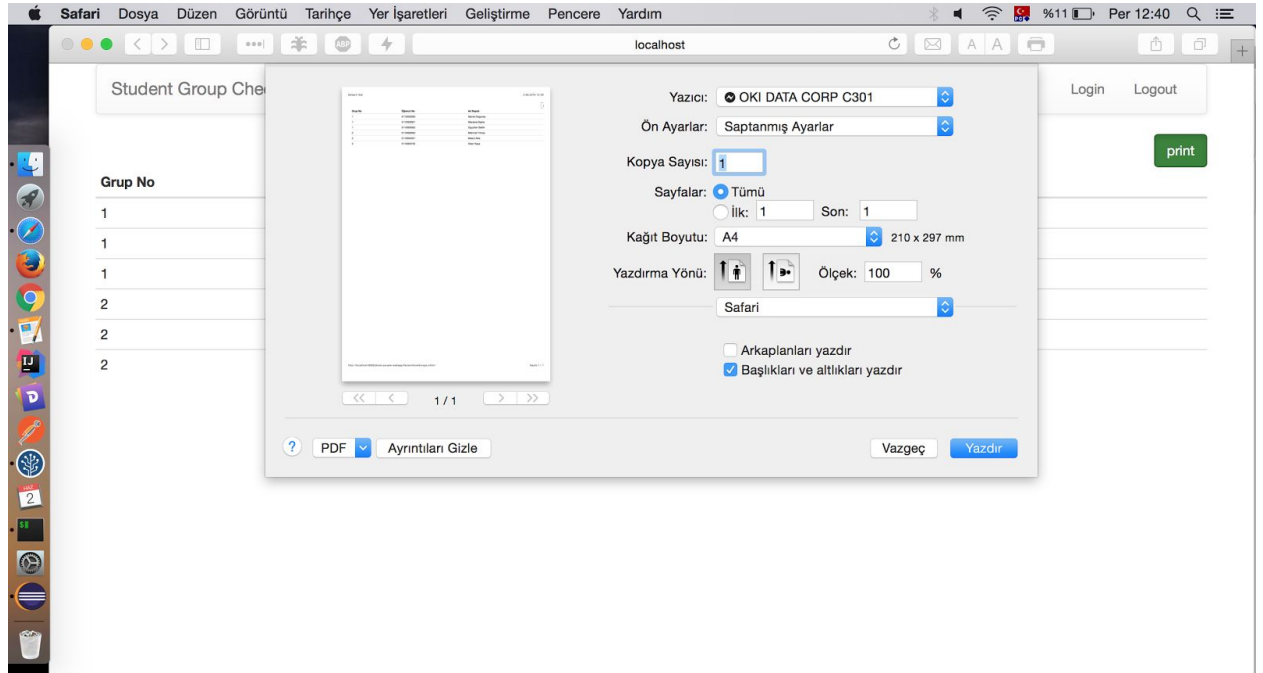 Safari Dosya Düzen Görüntü Tarihçe Yer İşaretleri Geliştirme Pencere Yardım %11 Per 12:40
ABP localhost A A
Student Group Che Login Logout
print
Grup No
1
1
1
2
2
2
Yazıcı: OKI DATA CORP C301
Ön Ayarlar: Saptanmış Ayarlar
Kopya Sayısı: 1
Sayfalar: Tümü
İlk: 1 Son: 1
Kağıt Boyutu: A4 210 x 297 mm
Yazdırma Yönü: Ölçek: 100 %
Safari
Arkaplanları yazdır
Başlıkları ve altlıkları yazdır
1 / 1
? PDF Ayrıntıları Gizle Vazgeç Yazdır
IJ
D
2